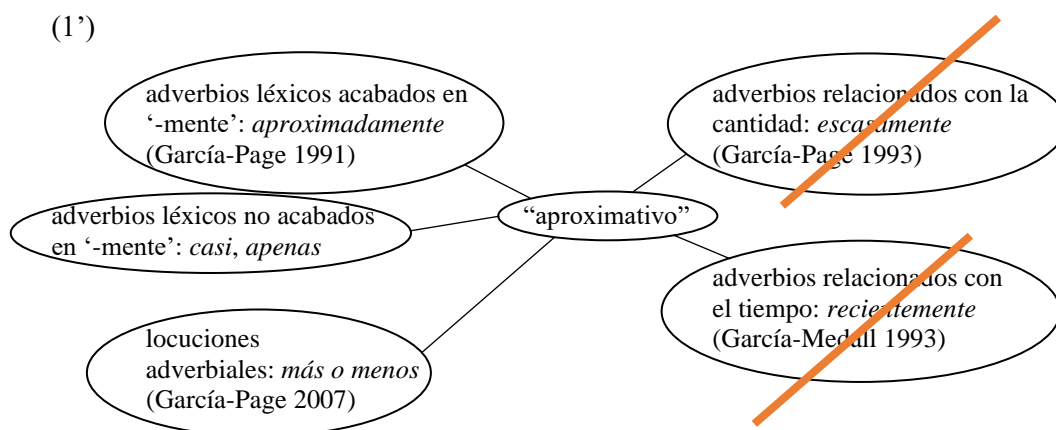 (1’)
adverbios léxicos acabados en
‘-mente’: aproximadamente
(García-Page 1991)
adverbios léxicos no acabados
en ‘-mente’: casi, apenas
locuciones
adverbiales: más o menos
(García-Page 2007)
“aproximativo”
adverbios relacionados con la
cantidad: escasamente
(García-Page 1993)
adverbios relacionados con
el tiempo: recientemente
(García-Medall 1993)